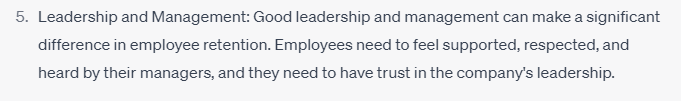 5. Leadership and Management: Good leadership and management can make a significant
difference in employee retention. Employees need to feel supported, respected, and
heard by their managers, and they need to have trust in the company's leadership.